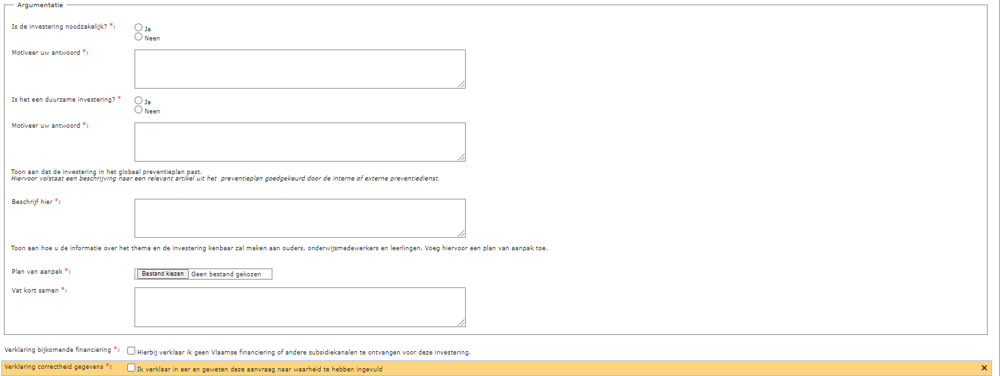 Argumentatie
Is de investering noodzakelijk? *:
Ja
Neen
Motiveer uw antwoord *:
Is het een duurzame investering? *
Ja
Neen
Motiveer uw antwoord *:
Toon aan dat de investering in het globaal preventieplan past.
Hiervoor volstaat een beschrijving naar een relevant artikel uit het preventieplan goedgekeurd door de interne of externe preventiedienst.
Beschrijf hier *:
Toon aan hoe u de informatie over het thema en de investering kenbaar zal maken aan ouders, onderwijsmedewerkers en leerlingen. Voeg hiervoor een plan van aanpak toe.
Plan van aanpak *: Bestand kiezen Geen bestand gekozen
Vat kort samen *:
Verklaring bijkomende financiering *: Hierbij verklaar ik geen Vlaamse financiering of andere subsidiekanalen te ontvangen voor deze investering.
Verklaring correctheid gegevens *: Ik verklaar in eer en geweten deze aanvraag naar waarheid te hebben ingevuld